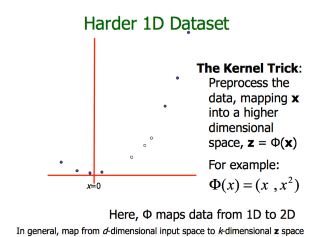 Harder 1D Dataset
The Kernel Trick:
Preprocess the
data, mapping x
into a higher
dimensional
space, z = Φ(x)
For example:
Φ(x) = (x , x²)
x=0
Here, Φ maps data from 1D to 2D
In general, map from d-dimensional input space to k-dimensional z space